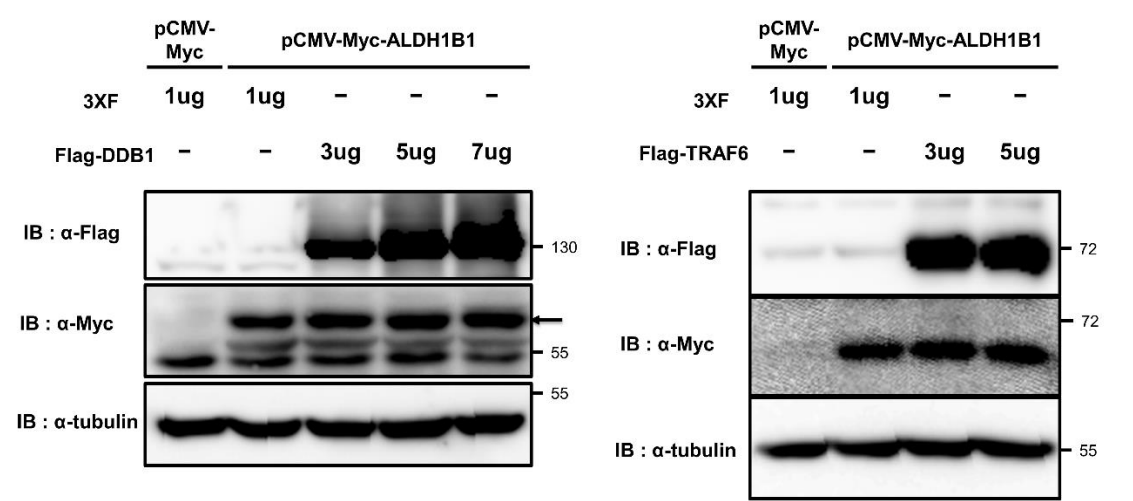 pCMV-
Myc
pCMV-Myc-ALDH1B1
3XF 1ug 1ug – – –
Flag-DDB1 – – 3ug 5ug 7ug
IB : α-Flag
130
IB : α-Myc
55
55
IB : α-tubulin
pCMV-
Myc
pCMV-Myc-ALDH1B1
3XF 1ug 1ug – –
Flag-TRAF6 – – 3ug 5ug
IB : α-Flag
72
72
IB : α-Myc
IB : α-tubulin
55